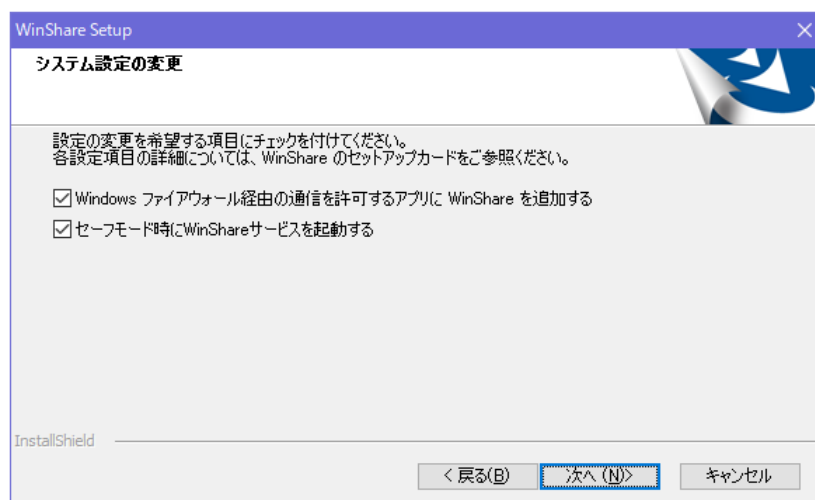 WinShare Setup
システム設定の変更
設定の変更を希望する項目にチェックを付けてください。
各設定項目の詳細については、WinShare のセットアップカードをご参照ください。
Windows ファイアウォール経由の通信を許可するアプリに WinShare を追加する
セーフモード時にWinShareサービスを起動する
InstallShield
< 戻る(B)
次へ (N)>
キャンセル